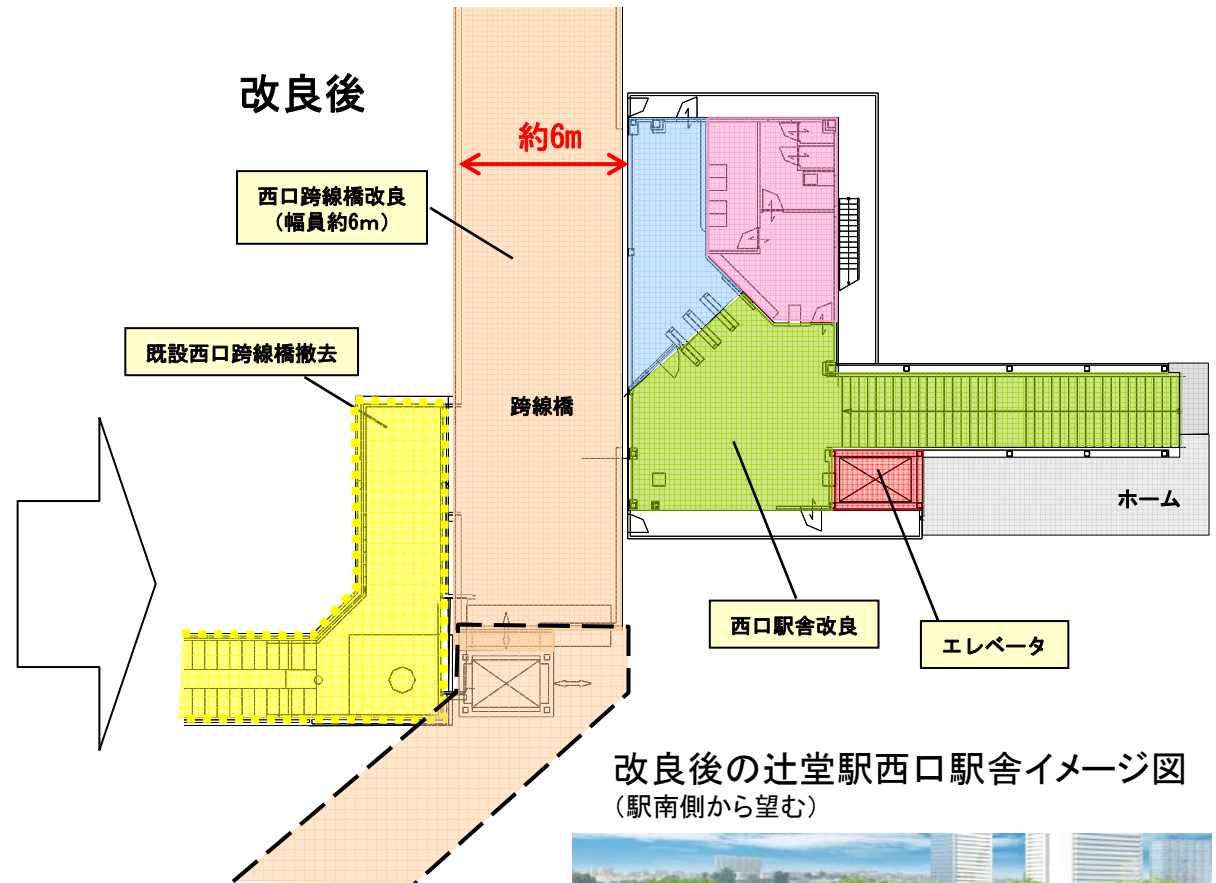 改良後
約6m
西口跨線橋改良
（幅員約6m）
既設西口跨線橋撤去
跨線橋
ホーム
西口駅舎改良
エレベータ
改良後の辻堂駅西口駅舎イメージ図
（駅南側から望む）